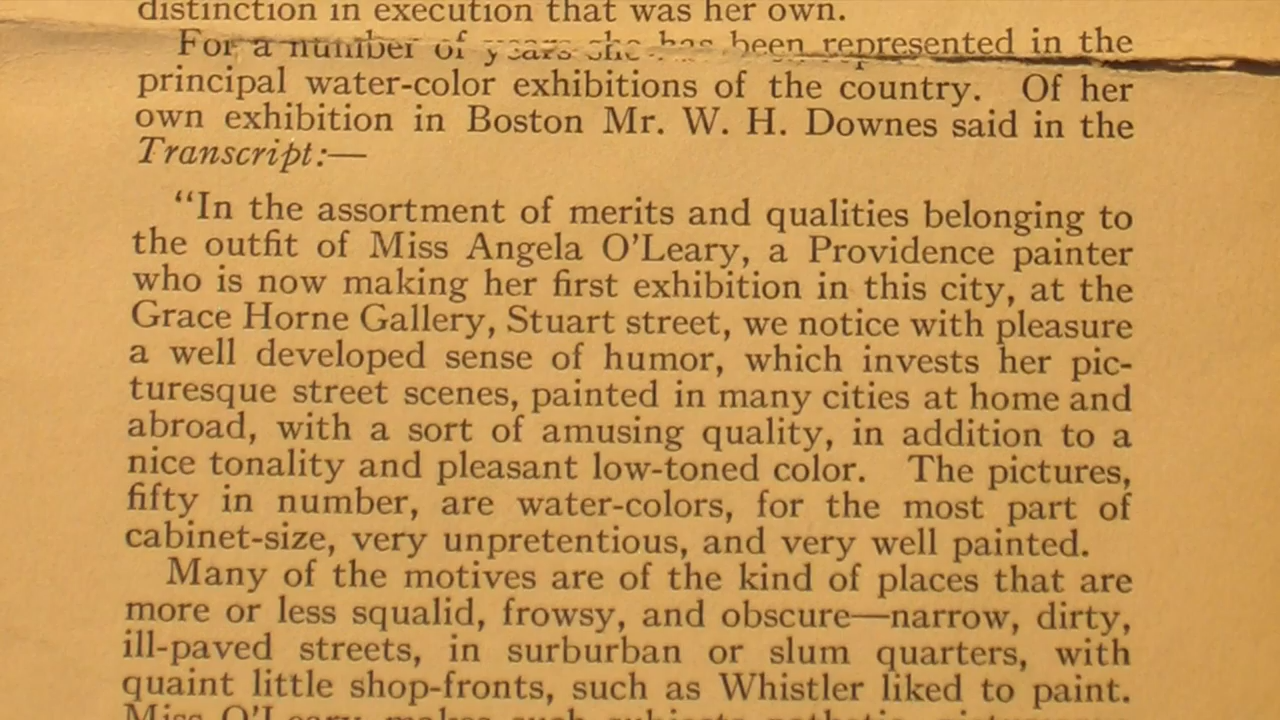 distinction in execution that was her own.
For a number of years she has been represented in the
principal water-color exhibitions of the country. Of her
own exhibition in Boston Mr. W. H. Downes said in the
Transcript:—
“In the assortment of merits and qualities belonging to
the outfit of Miss Angela O’Leary, a Providence painter
who is now making her first exhibition in this city, at the
Grace Horne Gallery, Stuart street, we notice with pleasure
a well developed sense of humor, which invests her pic-
turesque street scenes, painted in many cities at home and
abroad, with a sort of amusing quality, in addition to a
nice tonality and pleasant low-toned color. The pictures,
fifty in number, are water-colors, for the most part of
cabinet-size, very unpretentious, and very well painted.
Many of the motives are of the kind of places that are
more or less squalid, frowsy, and obscure—narrow, dirty,
ill-paved streets, in surburban or slum quarters, with
quaint little shop-fronts, such as Whistler liked to paint.
Miss O’Leary makes such subjects